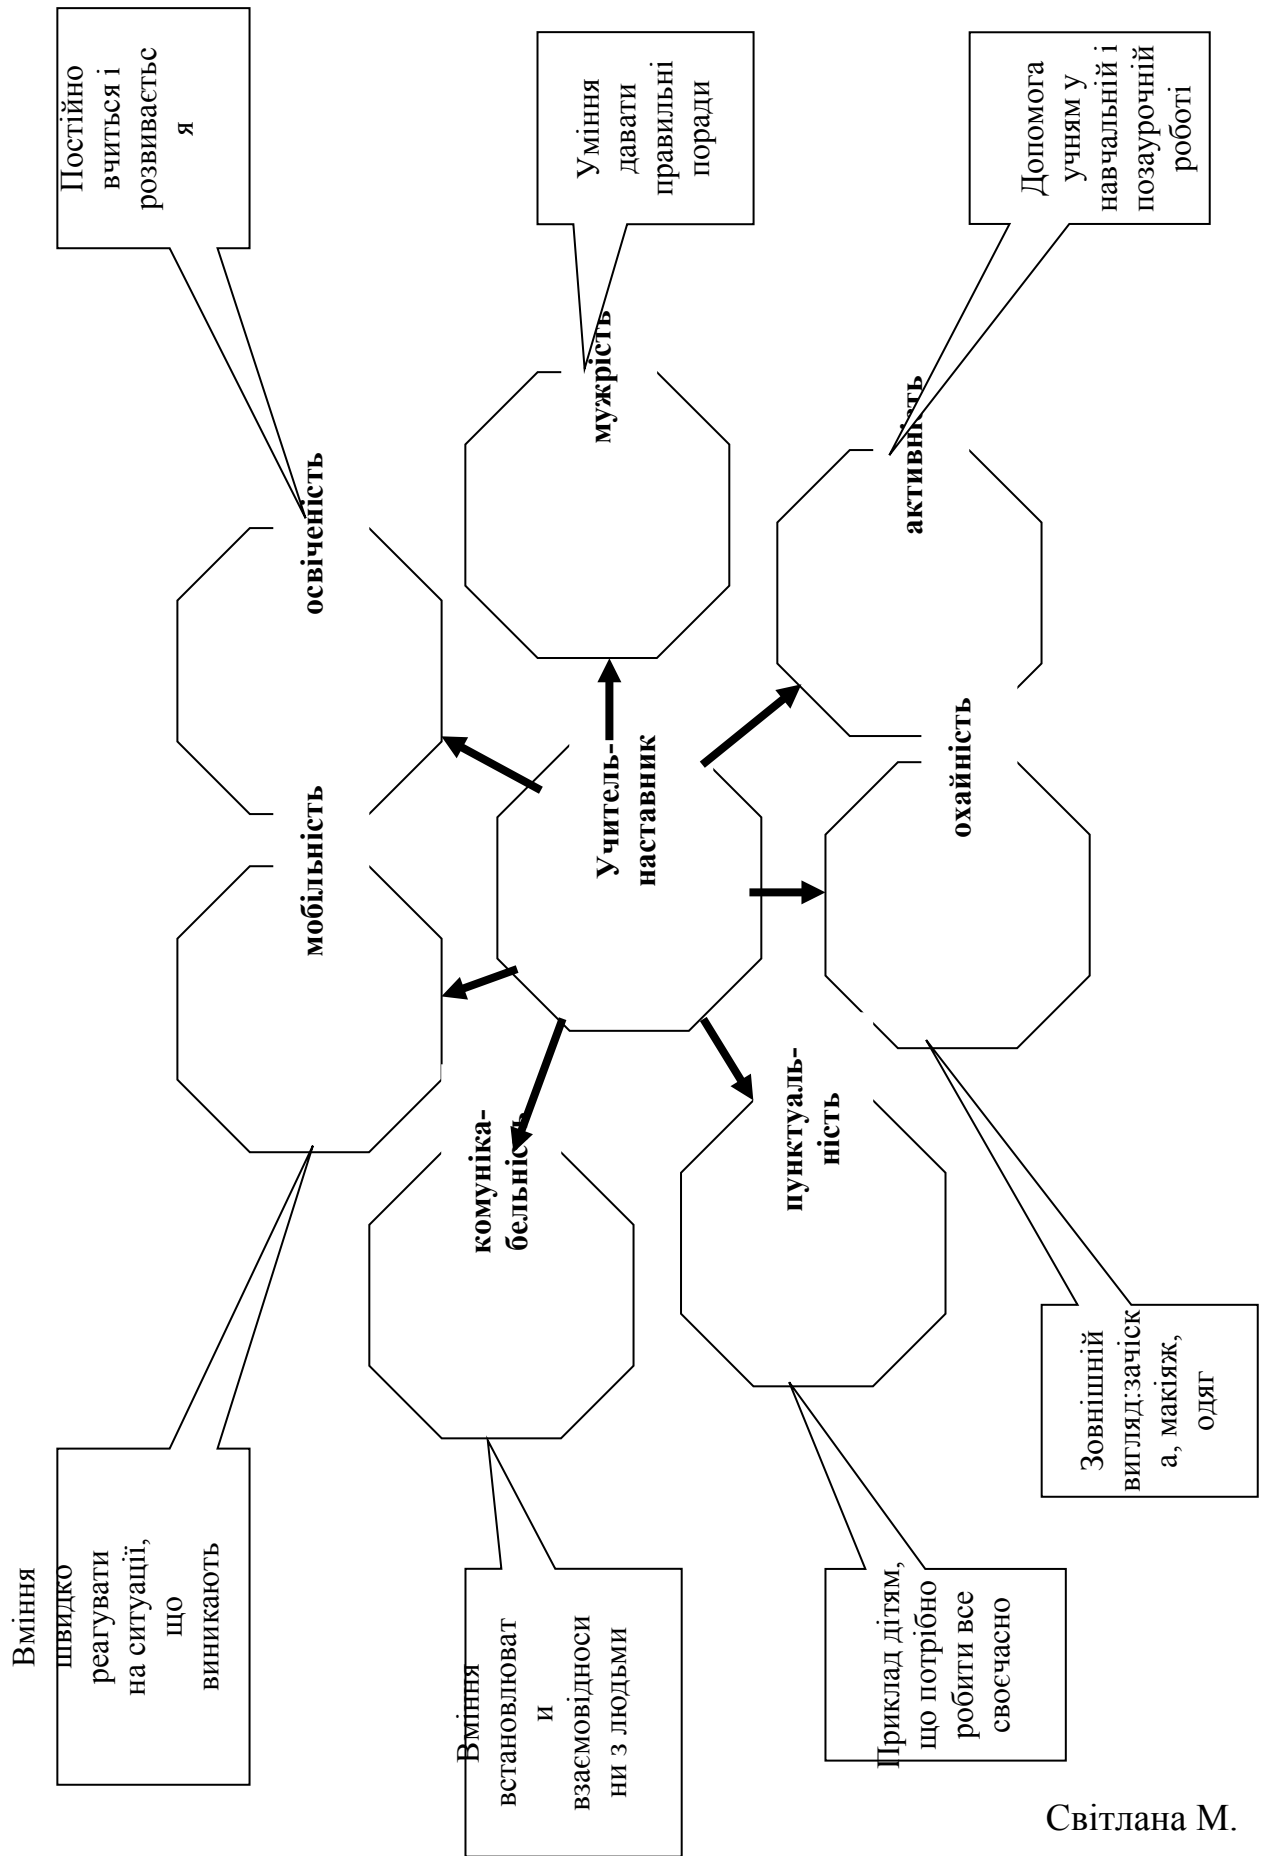 Вміння
швидко
реагувати
на ситуації,
що
виникають
мобільність
освіченість
Постійно
вчиться і
розвиваєтьс
я
Вміння
встановлюват
и
взаємовідноси
ни з людьми
комуніка-
бельність
Учитель-
наставник
мужрість
Уміння
давати
правильні
поради
Приклад дітям,
що потрібно
робити все
своєчасно
пунктуаль-
ність
охайність
активність
Допомога
учням у
навчальній і
позаурочній
роботі
Зовнішній
вигляд:зачіск
а, макіяж,
одяг
Світлана М.